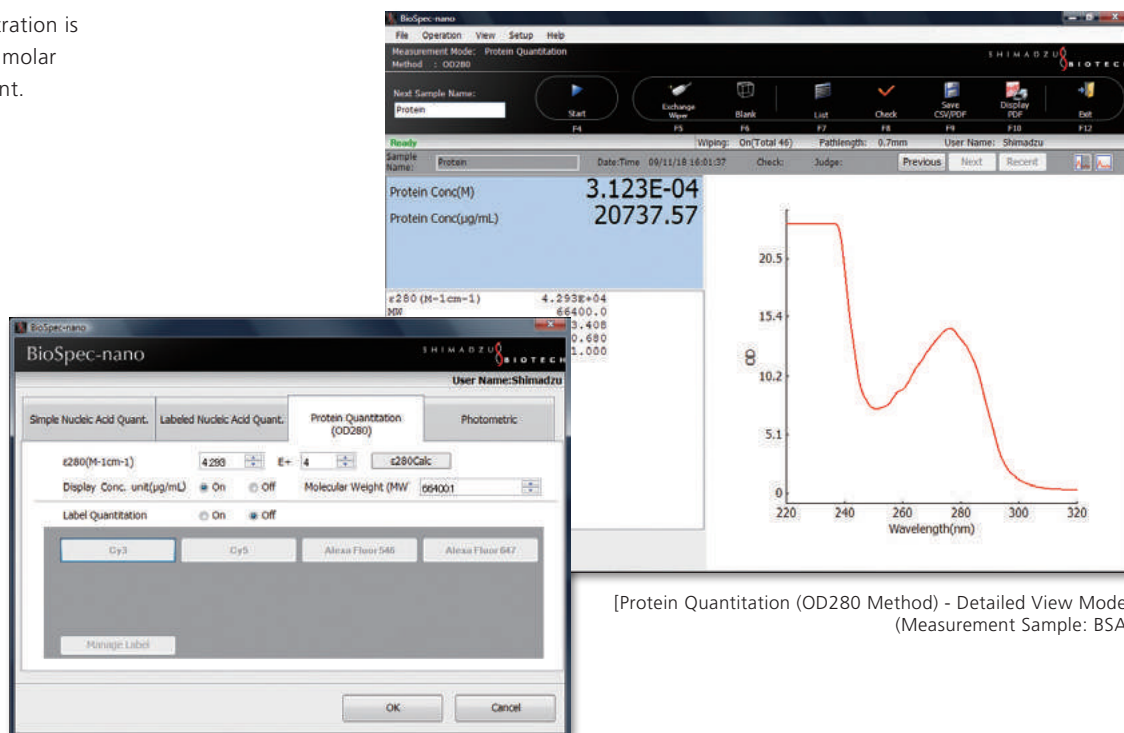 tration is
molar
nt.
BioSpec-nano
File Operation View Setup Help
Measurement Mode: Protein Quantitation
Method : OD280
SHIMADZU
BIOTECH
Next Sample Name:
Protein
Start
F4
Exchange Wiper
F5
Blank
F6
List
F7
Check
F8
Save CSV/PDF
F9
Display PDF
F10
Exit
F12
Ready Wiping: On(Total 46) Pathlength: 0.7mm User Name: Shimadzu
Sample Name: Protein Date:Time 09/11/18 16:01:37 Check: Judge: Previous Next Recent
Protein Conc(M) 3.123E-04
Protein Conc(µg/mL) 20737.57
ε280(M-1cm-1) 4.293E+04
MW 66400.0
3.408
0.680
1.000
OD
20.5
15.4
10.2
5.1
0
220 240 260 280 300 320
Wavelength(nm)
BioSpec-nano
BioSpec-nano
SHIMADZU
BIOTECH
User Name:Shimadzu
Simple Nucleic Acid Quant. Labeled Nucleic Acid Quant. Protein Quantitation (OD280) Photometric
ε280(M-1cm-1) 4.293 E+ 4 ε280Calc
Display Conc. unit(µg/mL) On Off Molecular Weight (MW 664001
Label Quantitation On Off
Cy3 Cy5 Alexa Fluor 546 Alexa Fluor 647
Manage Label
OK Cancel
[Protein Quantitation (OD280 Method) - Detailed View Mode
(Measurement Sample: BSA